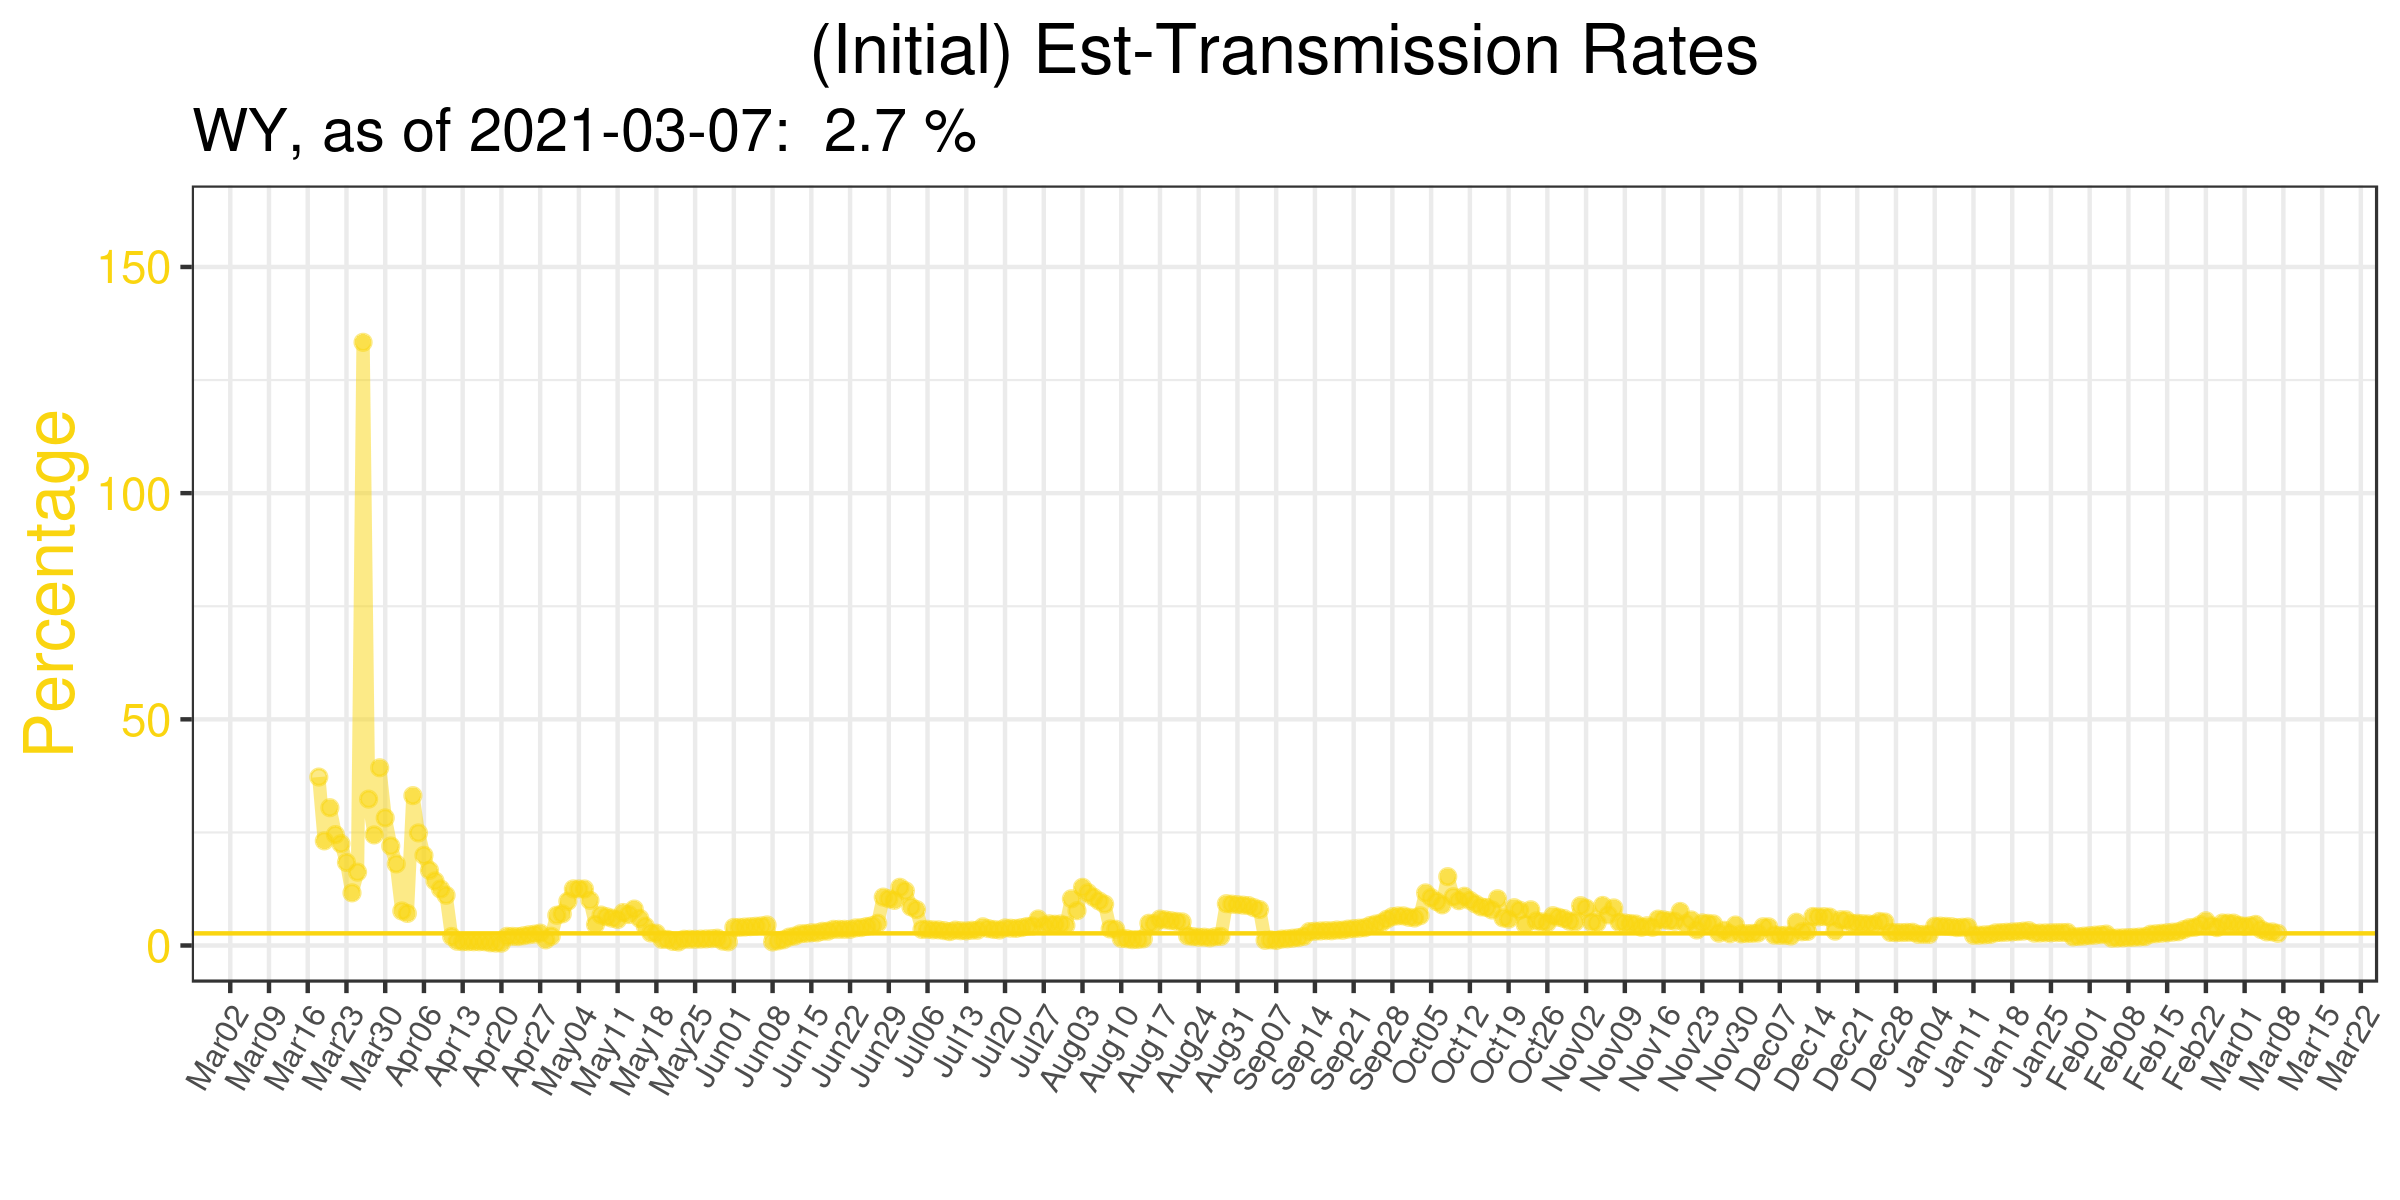 (Initial) Est-Transmission Rates
WY, as of 2021-03-07:  2.7 %
Percentage
150
100
50
0
Mar02
Mar09
Mar16
Mar23
Mar30
Apr06
Apr13
Apr20
Apr27
May04
May11
May18
May25
Jun01
Jun08
Jun15
Jun22
Jun29
Jul06
Jul13
Jul20
Jul27
Aug03
Aug10
Aug17
Aug24
Aug31
Sep07
Sep14
Sep21
Sep28
Oct05
Oct12
Oct19
Oct26
Nov02
Nov09
Nov16
Nov23
Nov30
Dec07
Dec14
Dec21
Dec28
Jan04
Jan11
Jan18
Jan25
Feb01
Feb08
Feb15
Feb22
Mar01
Mar08
Mar15
Mar22